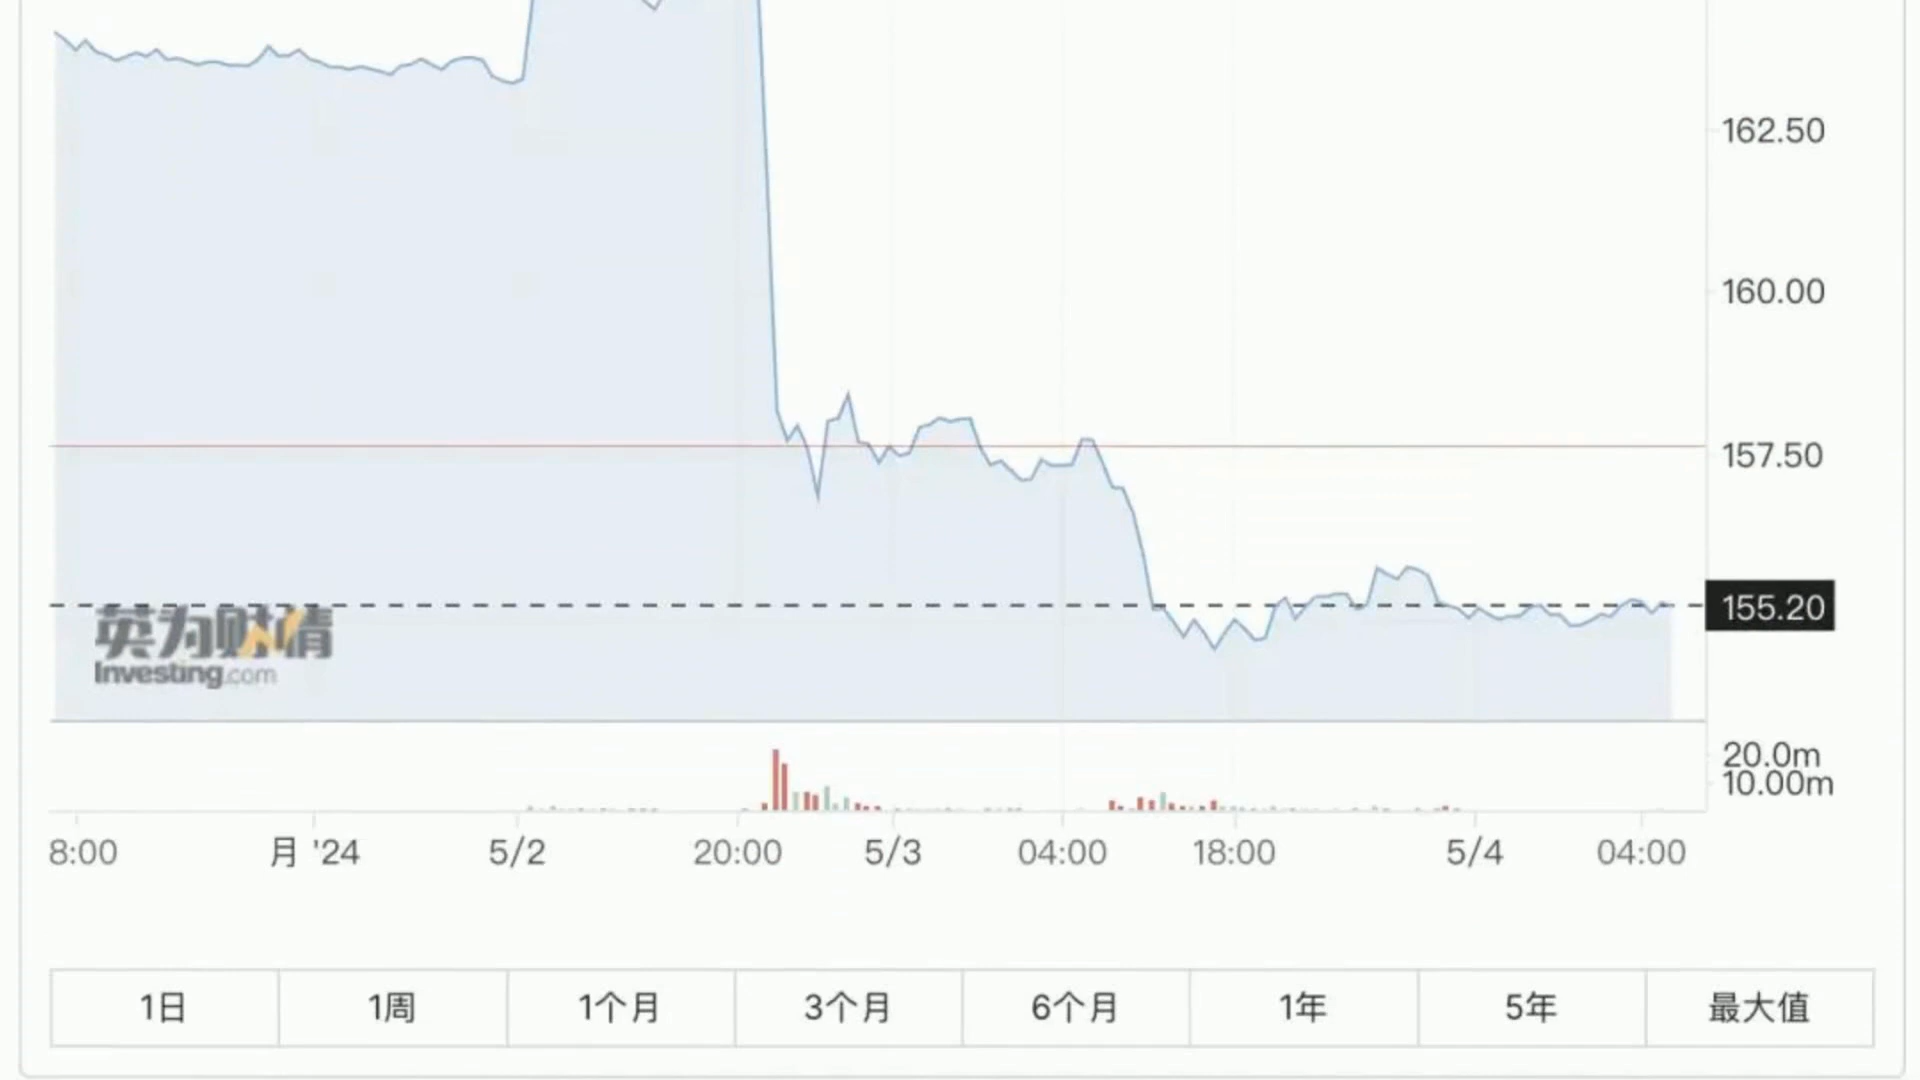 162.50
160.00
157.50
155.20
英为财情
Investing.com
20.0m
10.00m
8:00 月 '24 5/2 20:00 5/3 04:00 18:00 5/4 04:00
1日 1周 1个月 3个月 6个月 1年 5年 最大值